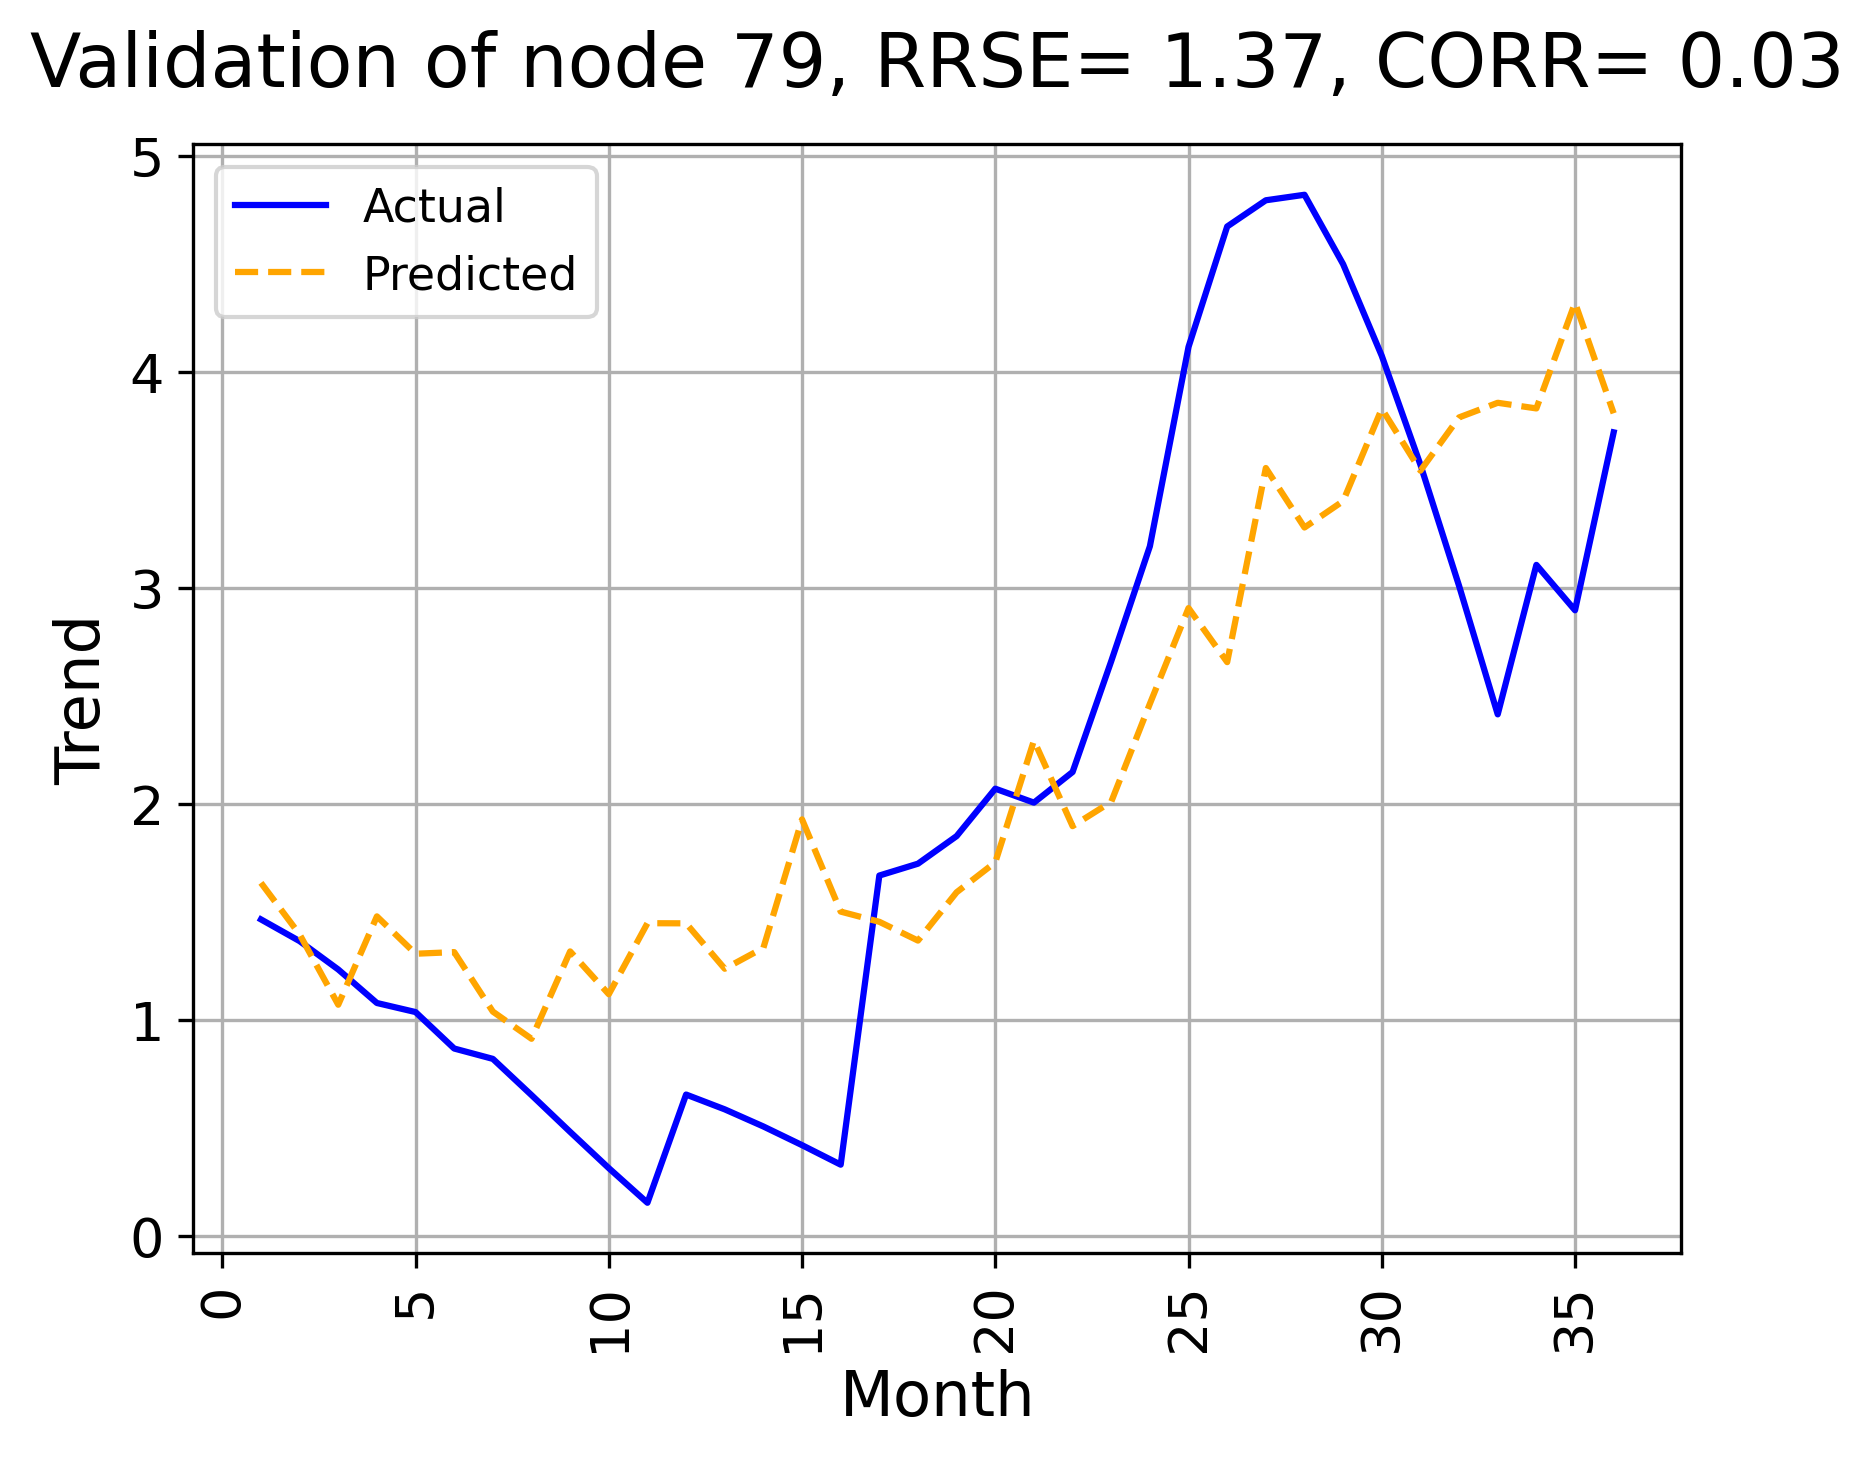 Validation of node 79, RRSE= 1.37, CORR= 0.03
5
4
3
2
1
0
Trend
Actual
Predicted
0 5 10 15 20 25 30 35
Month